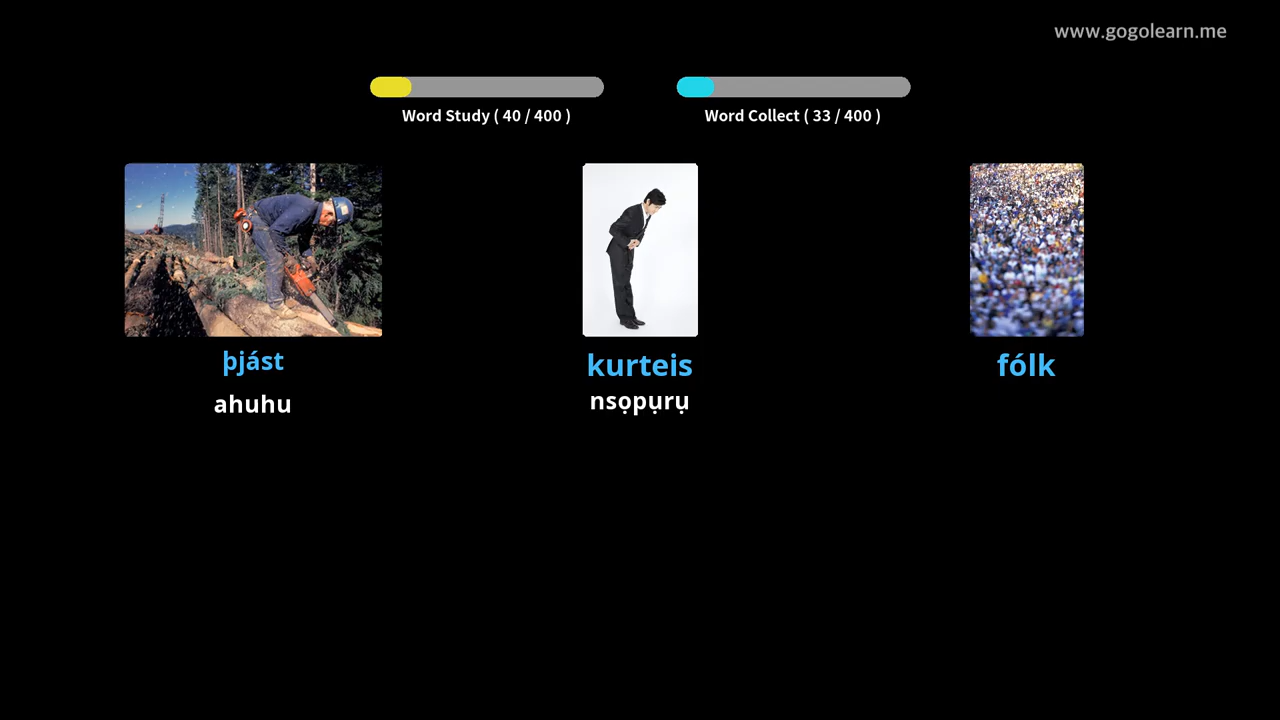 www.gogolearn.me
Word Study ( 40 / 400 )
Word Collect ( 33 / 400 )
þjást
kurteis
fólk
ahuhu
nsọpụrụ